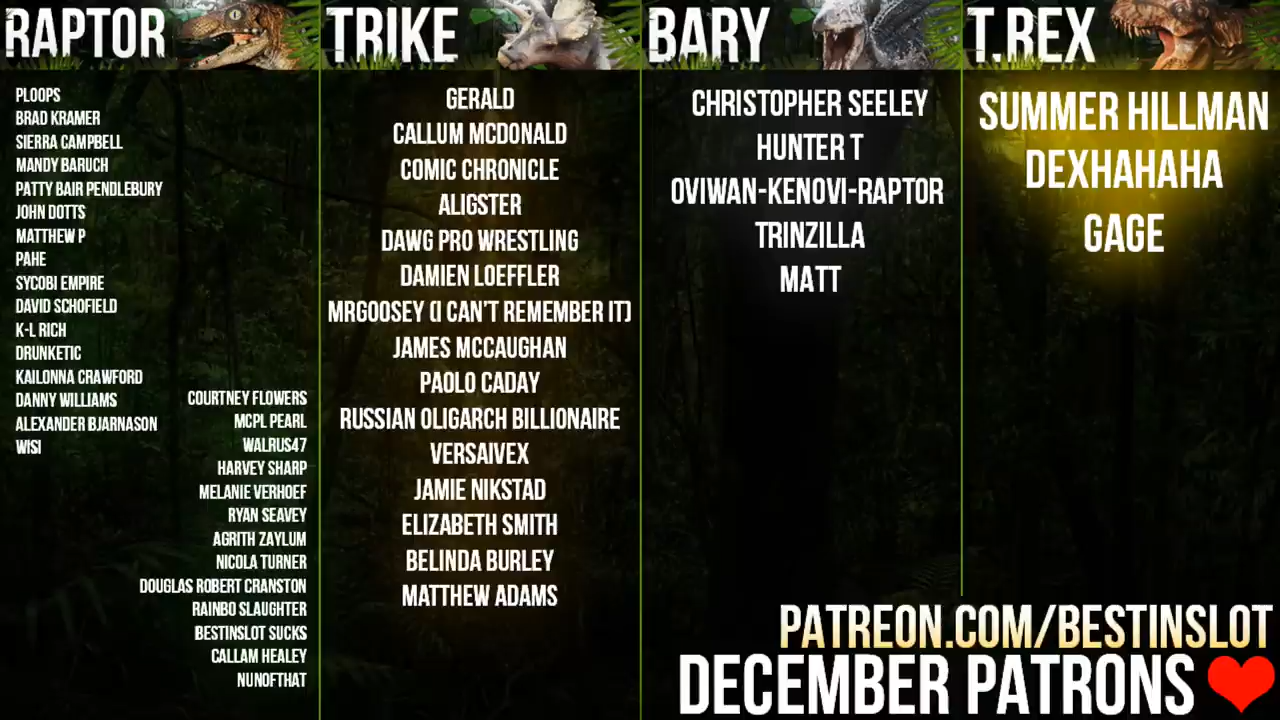 RAPTOR
PLOOPS
BRAD KRAMER
SIERRA CAMPBELL
MANDY BARUCH
PATTY BAIR PENDLEBURY
JOHN DOTTS
MATTHEW P
PAHE
SYCOBI EMPIRE
DAVID SCHOFIELD
K-L RICH
DRUNKETIC
KAILONNA CRAWFORD
DANNY WILLIAMS
ALEXANDER BJARNASON
WISI
COURTNEY FLOWERS
MCPL PEARL
WALRUS47
HARVEY SHARP
MELANIE VERHOEF
RYAN SEAVEY
AGRITH ZAYLUM
NICOLA TURNER
DOUGLAS ROBERT CRANSTON
RAINBO SLAUGHTER
BESTINSLOT SUCKS
CALLAM HEALEY
NUNOFTHAT
TRIKE
GERALD
CALLUM MCDONALD
COMIC CHRONICLE
ALIGSTER
DAWG PRO WRESTLING
DAMIEN LOEFFLER
MRGOOSEY (I CAN'T REMEMBER IT)
JAMES MCCAUGHAN
PAOLO CADAY
RUSSIAN OLIGARCH BILLIONAIRE
VERSAIVEX
JAMIE NIKSTAD
ELIZABETH SMITH
BELINDA BURLEY
MATTHEW ADAMS
BARY
CHRISTOPHER SEELEY
HUNTER T
OVIWAN-KENOVI-RAPTOR
TRINZILLA
MATT
T.REX
SUMMER HILLMAN
DEXHAHAHA
GAGE
PATREON.COM/BESTINSLOT
DECEMBER PATRONS